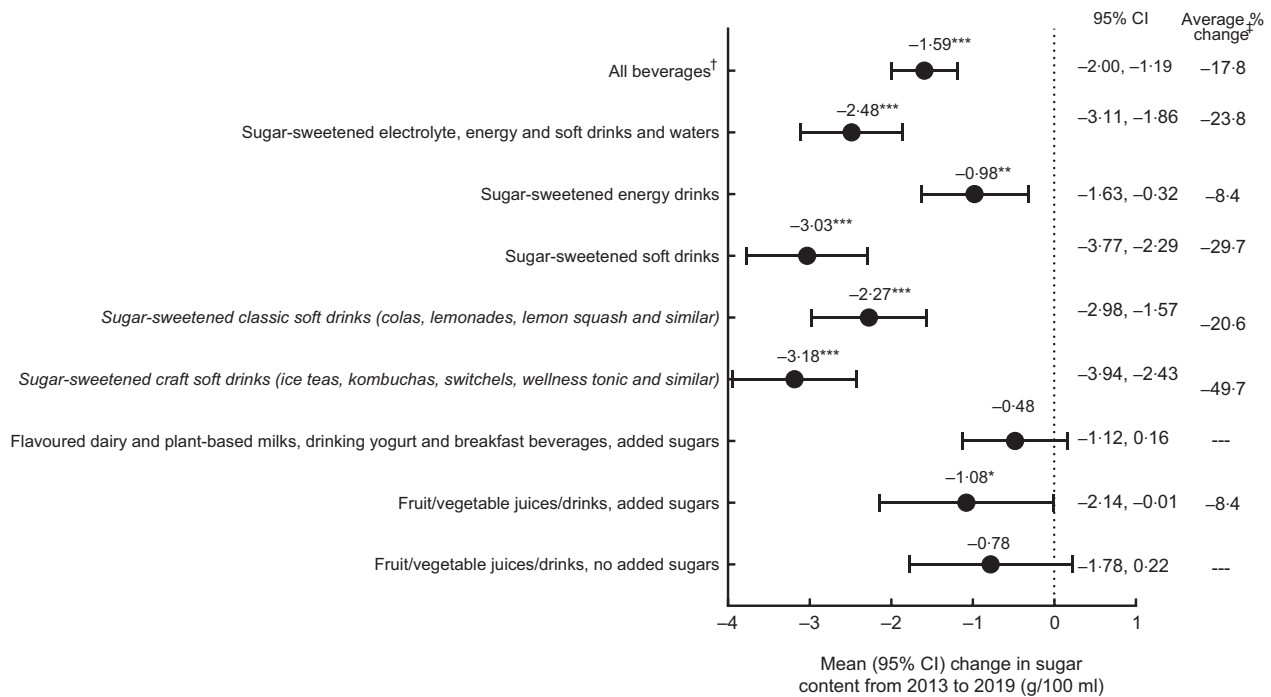 95% CI
Average %
change‡
All beverages†
–1·59***
–2·00, –1·19
–17·8
Sugar-sweetened electrolyte, energy and soft drinks and waters
–2·48***
–3·11, –1·86
–23·8
Sugar-sweetened energy drinks
–0·98**
–1·63, –0·32
–8·4
Sugar-sweetened soft drinks
–3·03***
–3·77, –2·29
–29·7
Sugar-sweetened classic soft drinks (colas, lemonades, lemon squash and similar)
–2·27***
–2·98, –1·57
–20·6
Sugar-sweetened craft soft drinks (ice teas, kombuchas, switchels, wellness tonic and similar)
–3·18***
–3·94, –2·43
–49·7
Flavoured dairy and plant-based milks, drinking yogurt and breakfast beverages, added sugars
–0·48
–1·12, 0·16
---
Fruit/vegetable juices/drinks, added sugars
–1·08*
–2·14, –0·01
–8·4
Fruit/vegetable juices/drinks, no added sugars
–0·78
–1·78, 0·22
---
–4 –3 –2 –1 0 1
Mean (95% CI) change in sugar
content from 2013 to 2019 (g/100 ml)